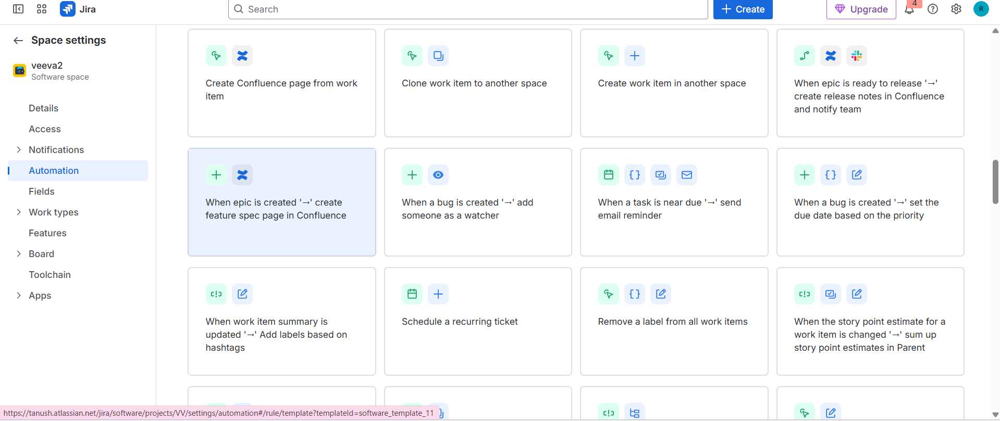 Jira
Search
Create
Upgrade
4
R
Space settings
veeva2
Software space
Details
Access
Notifications
Automation
Fields
Work types
Features
Board
Toolchain
Apps
Create Confluence page from work
item
Clone work item to another space
Create work item in another space
When epic is ready to release '→'
create release notes in Confluence
and notify team
When epic is created '→' create
feature spec page in Confluence
When a bug is created '→' add
someone as a watcher
When a task is near due '→' send
email reminder
When a bug is created '→' set the
due date based on the priority
When work item summary is
updated '→' Add labels based on
hashtags
Schedule a recurring ticket
Remove a label from all work items
When the story point estimate for a
work item is changed '→' sum up
story point estimates in Parent
https://tanush.atlassian.net/jira/software/projects/VV/settings/automation#/rule/template?templateId=software_template_11